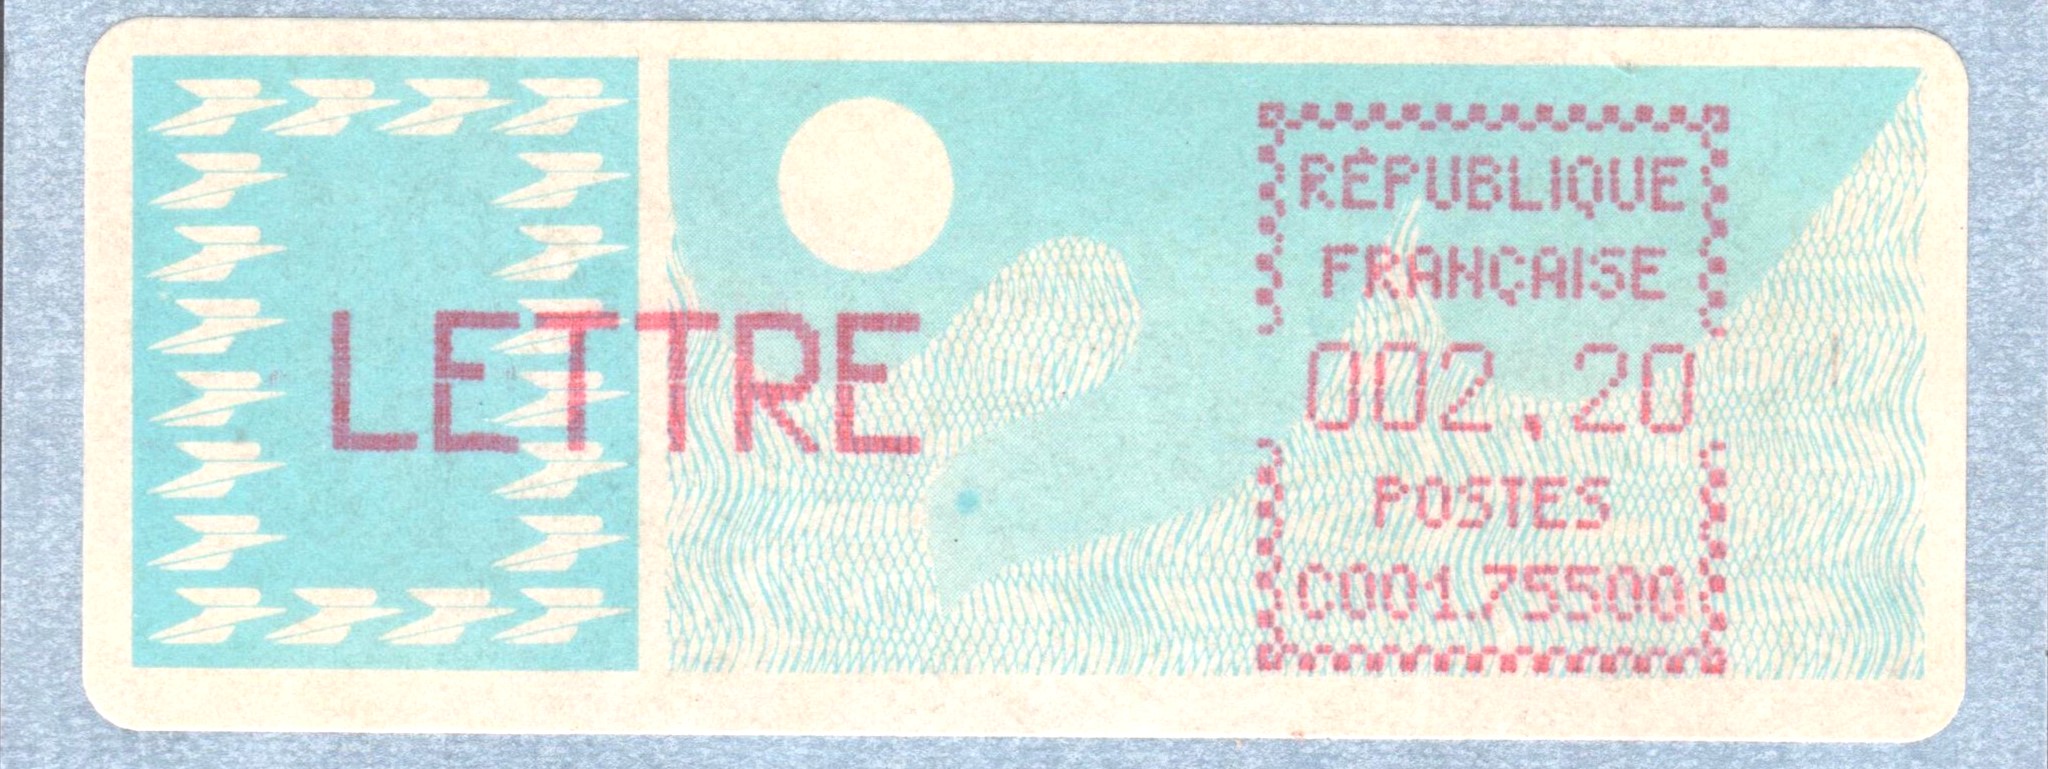 LETTRE
RÉPUBLIQUE
FRANÇAISE
002,20
POSTES
C001.75500